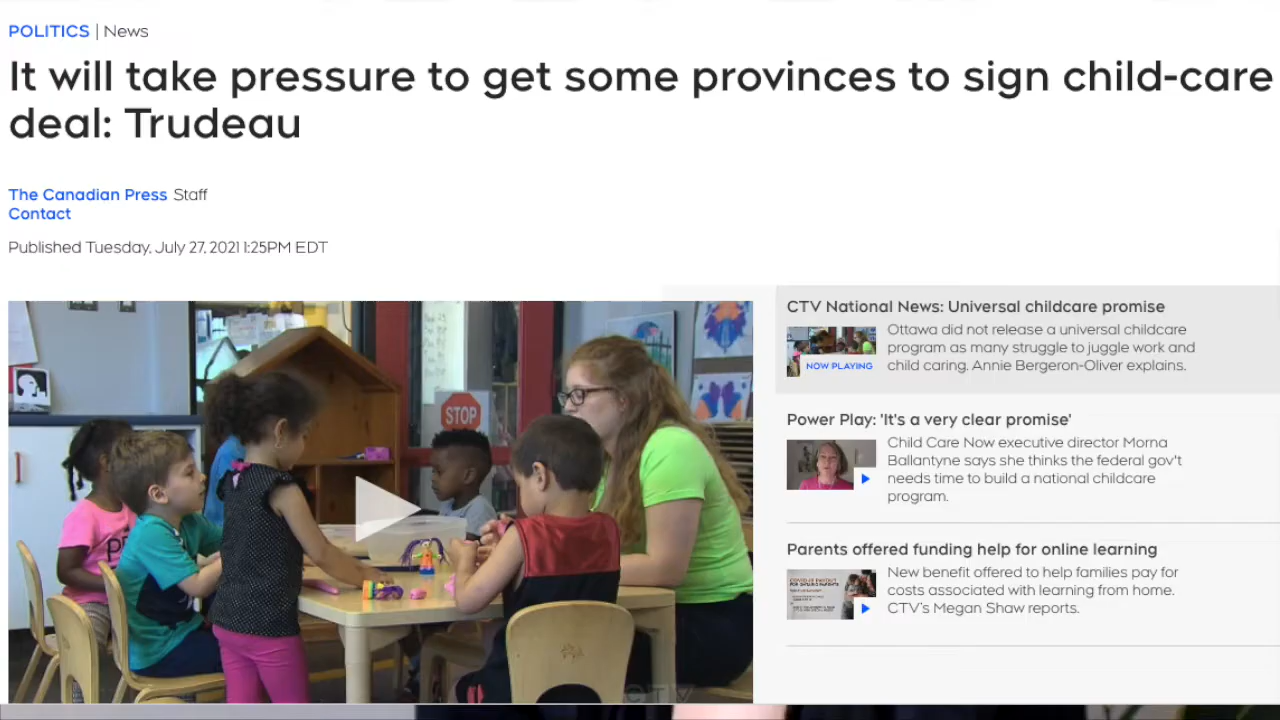 POLITICS | News
It will take pressure to get some provinces to sign child-care
deal: Trudeau
The Canadian Press Staff
Contact
Published Tuesday, July 27, 2021 1:25PM EDT
STOP
CTV
CTV National News: Universal childcare promise
Ottawa did not release a universal childcare
program as many struggle to juggle work and
child caring. Annie Bergeron-Oliver explains.
NOW PLAYING
Power Play: 'It's a very clear promise'
Child Care Now executive director Morna
Ballantyne says she thinks the federal gov't
needs time to build a national childcare
program.
Parents offered funding help for online learning
New benefit offered to help families pay for
costs associated with learning from home.
CTV's Megan Shaw reports.